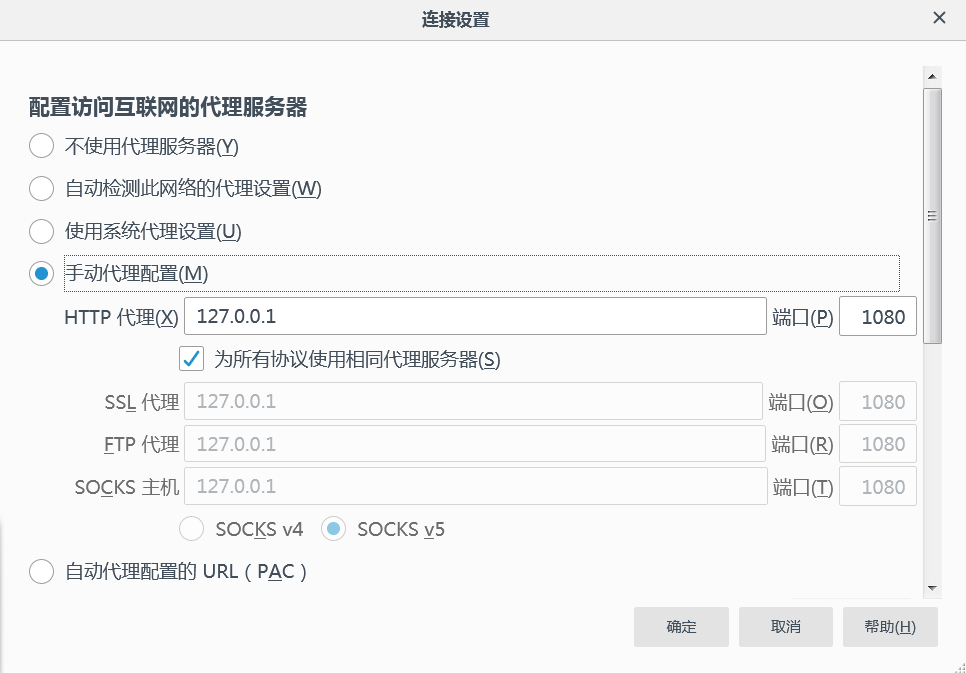 连接设置
配置访问互联网的代理服务器
不使用代理服务器(Y)
自动检测此网络的代理设置(W)
使用系统代理设置(U)
手动代理配置(M)
HTTP 代理(X) 127.0.0.1 端口(P) 1080
为所有协议使用相同代理服务器(S)
SSL 代理 127.0.0.1 端口(O) 1080
FTP 代理 127.0.0.1 端口(R) 1080
SOCKS 主机 127.0.0.1 端口(T) 1080
SOCKS v4 SOCKS v5
自动代理配置的 URL（PAC）
确定 取消 帮助(H)